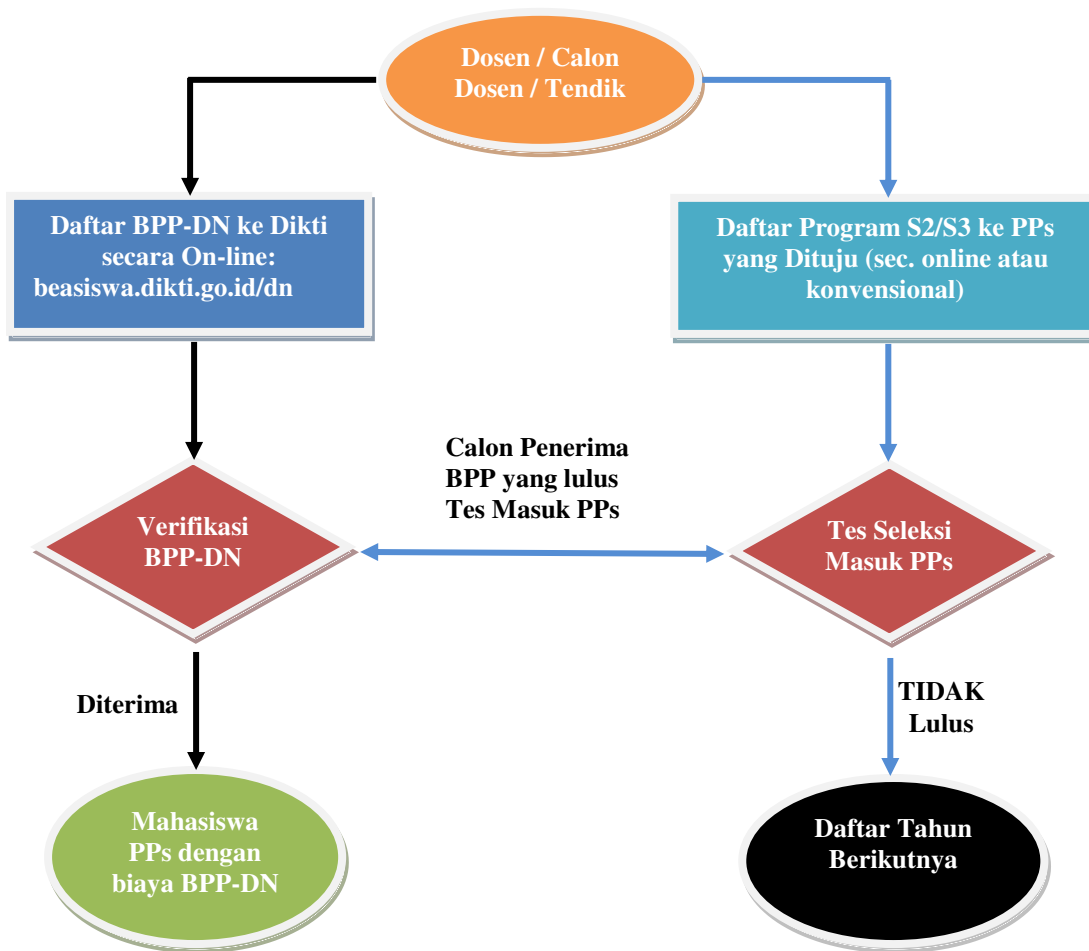 Dosen / Calon
Dosen / Tendik
Daftar BPP-DN ke Dikti
secara On-line:
beasiswa.dikti.go.id/dn
Daftar Program S2/S3 ke PPs
yang Dituju (sec. online atau
konvensional)
Calon Penerima
BPP yang lulus
Tes Masuk PPs
Verifikasi
BPP-DN
Tes Seleksi
Masuk PPs
Diterima
TIDAK
Lulus
Mahasiswa
PPs dengan
biaya BPP-DN
Daftar Tahun
Berikutnya